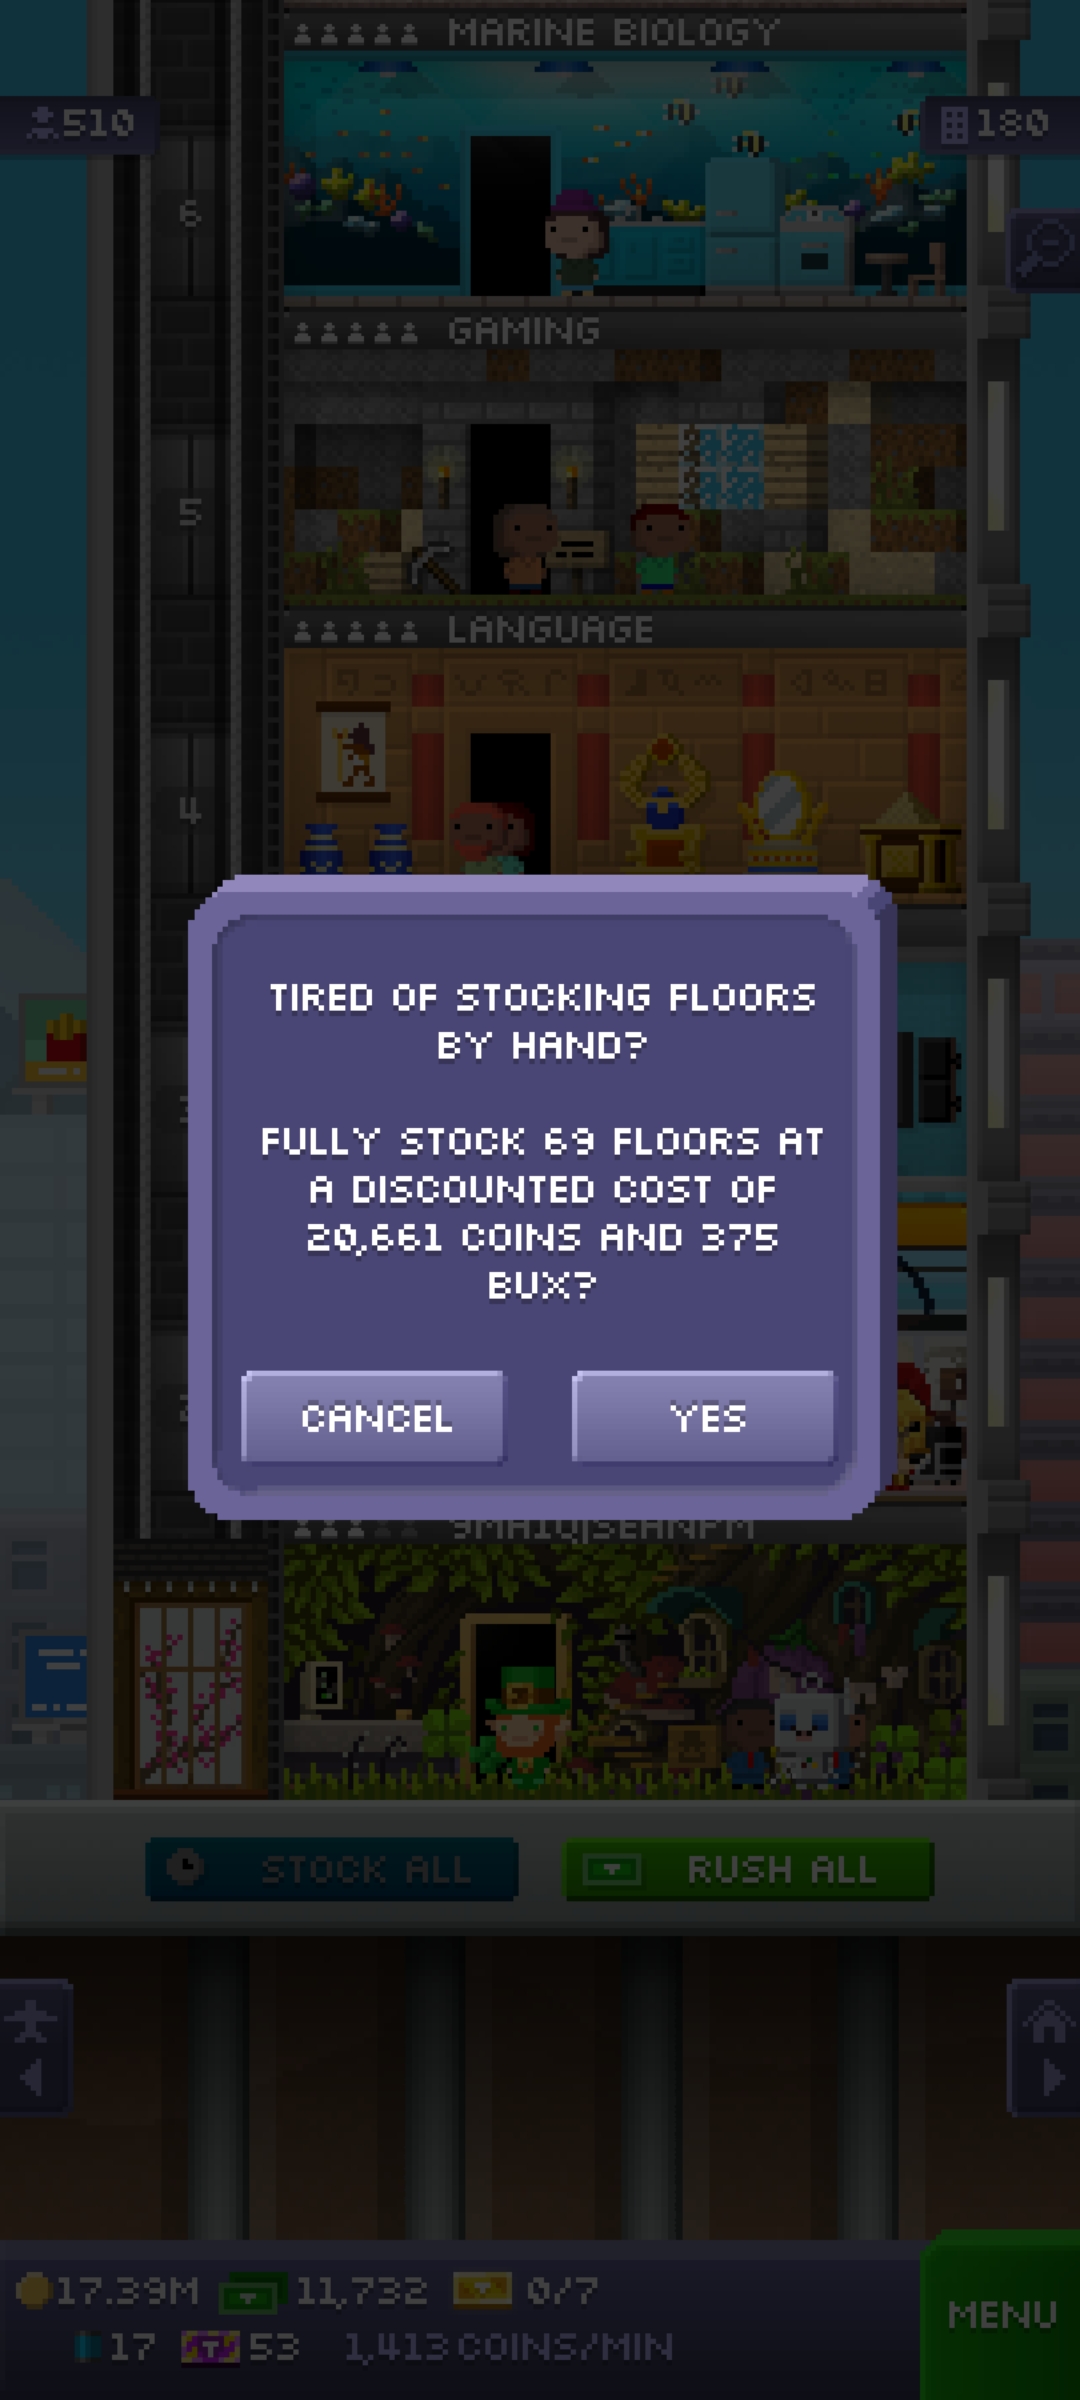 MARINE BIOLOGY
510
180
6
GAMING
5
LANGUAGE
4
TIRED OF STOCKING FLOORS
BY HAND?
FULLY STOCK 69 FLOORS AT
A DISCOUNTED COST OF
20,661 COINS AND 375
BUX?
CANCEL
YES
STOCK ALL
RUSH ALL
17.39M
11,732
0/7
17
53
1,413 COINS/MIN
MENU